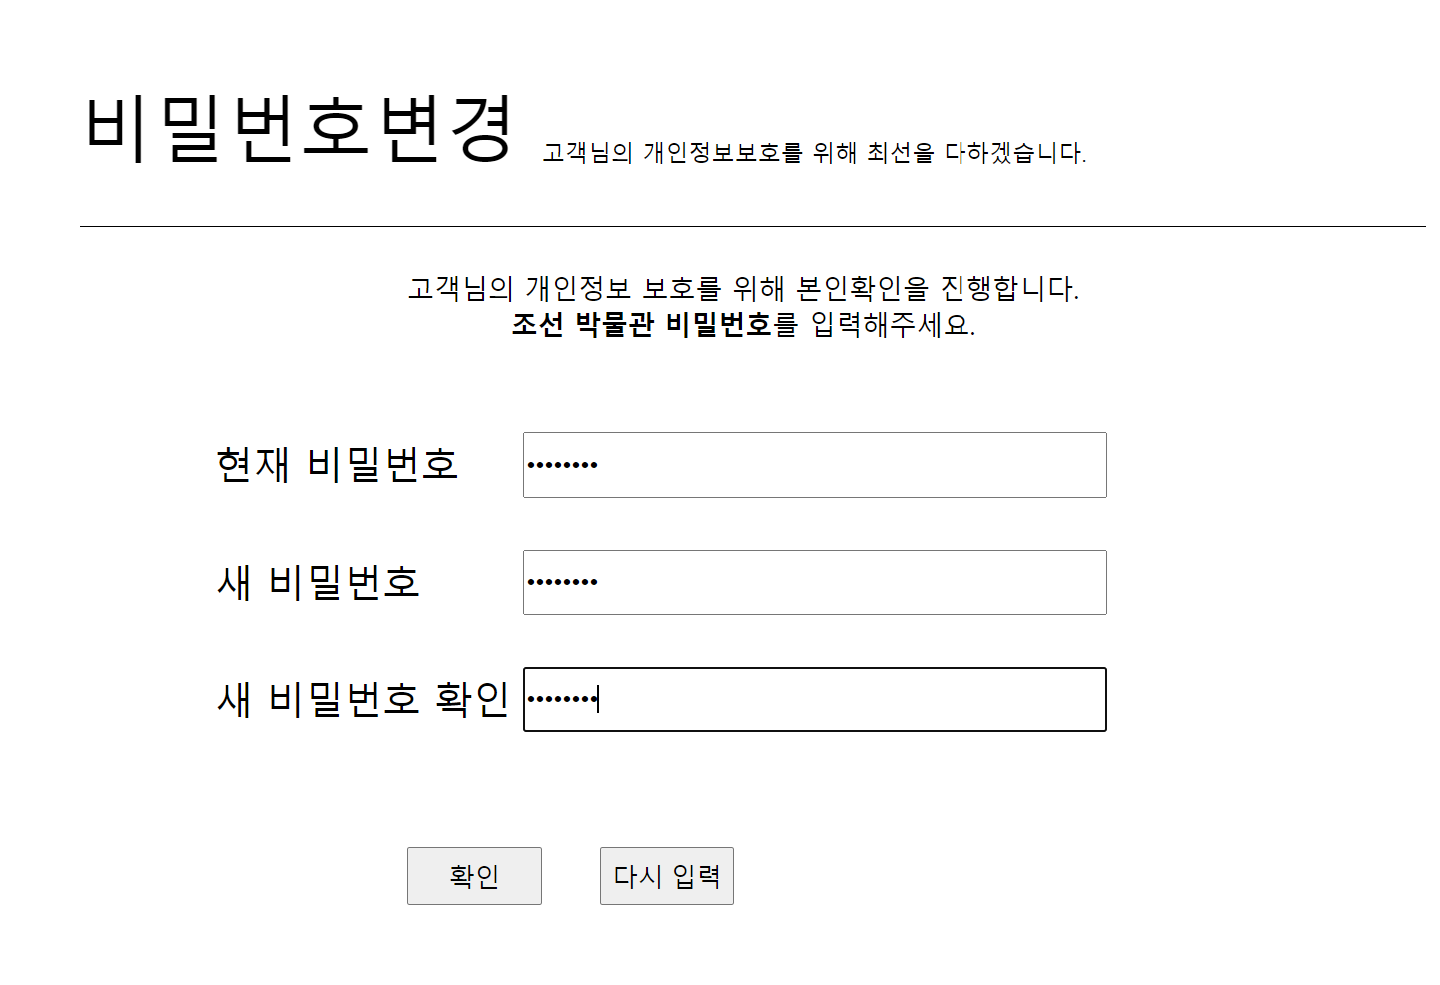 비밀번호변경 고객님의 개인정보보호를 위해 최선을 다하겠습니다.
고객님의 개인정보 보호를 위해 본인확인을 진행합니다.
조선 박물관 비밀번호를 입력해주세요.
현재 비밀번호 ••••••••
새 비밀번호 ••••••••
새 비밀번호 확인 ••••••••
확인 다시 입력